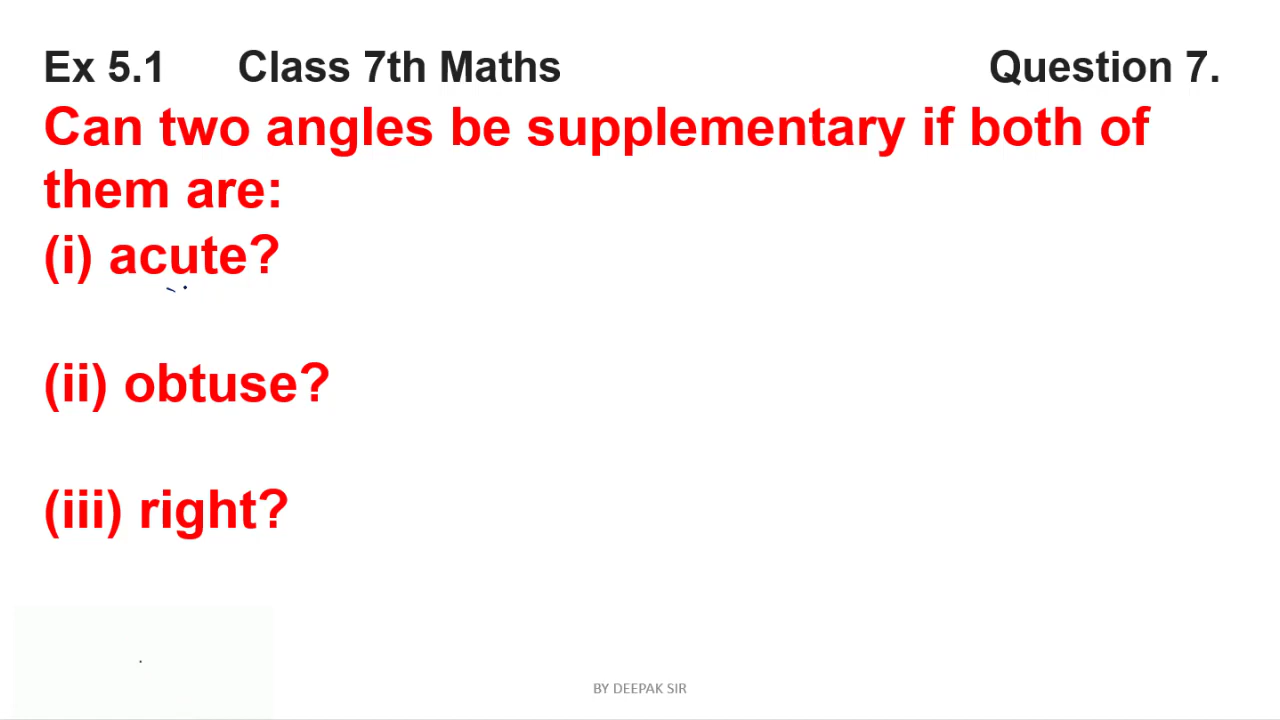 Ex 5.1 Class 7th Maths Question 7.
Can two angles be supplementary if both of
them are:
(i) acute?
(ii) obtuse?
(iii) right?
BY DEEPAK SIR